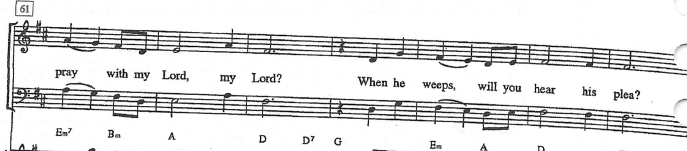 61
pray with my Lord, my Lord? When he weeps, will you hear his plea?
Em7 Bm A D D7 G Em A D